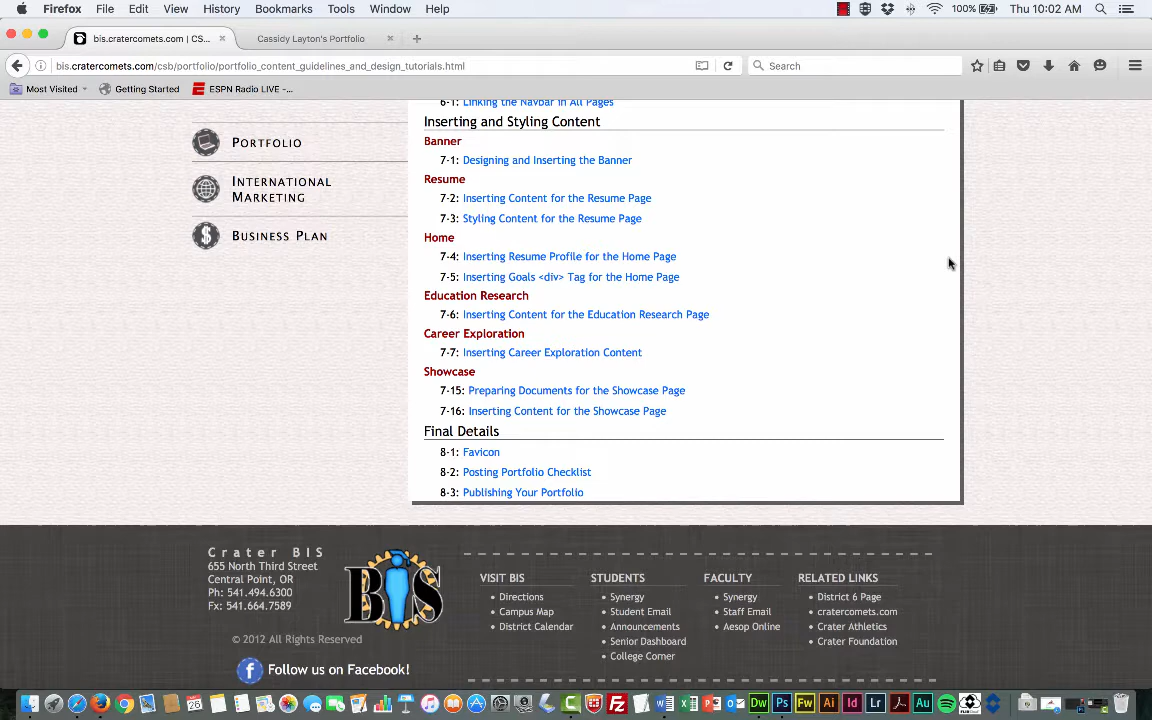 Firefox File Edit View History Bookmarks Tools Window Help 100% Thu 10:02 AM
bis.cratercomets.com | CS... Cassidy Layton's Portfolio
bis.cratercomets.com/csb/portfolio/portfolio_content_guidelines_and_design_tutorials.html Search
Most Visited Getting Started ESPN Radio LIVE -...
6-1: Linking the Navbar in All Pages
Inserting and Styling Content
Banner
PORTFOLIO
7-1: Designing and Inserting the Banner
Resume
INTERNATIONAL
MARKETING
7-2: Inserting Content for the Resume Page
7-3: Styling Content for the Resume Page
BUSINESS PLAN
Home
7-4: Inserting Resume Profile for the Home Page
7-5: Inserting Goals <div> Tag for the Home Page
Education Research
7-6: Inserting Content for the Education Research Page
Career Exploration
7-7: Inserting Career Exploration Content
Showcase
7-15: Preparing Documents for the Showcase Page
7-16: Inserting Content for the Showcase Page
Final Details
8-1: Favicon
8-2: Posting Portfolio Checklist
8-3: Publishing Your Portfolio
Crater BIS
655 North Third Street
Central Point, OR
Ph: 541.494.6300
Fx: 541.664.7589
© 2012 All Rights Reserved
Follow us on Facebook!
BIS
VISIT BIS
Directions
Campus Map
District Calendar
STUDENTS
Synergy
Student Email
Announcements
Senior Dashboard
College Corner
FACULTY
Synergy
Staff Email
Aesop Online
RELATED LINKS
District 6 Page
cratercomets.com
Crater Athletics
Crater Foundation
26 Dw Ps Fw Ai Id Lr Au